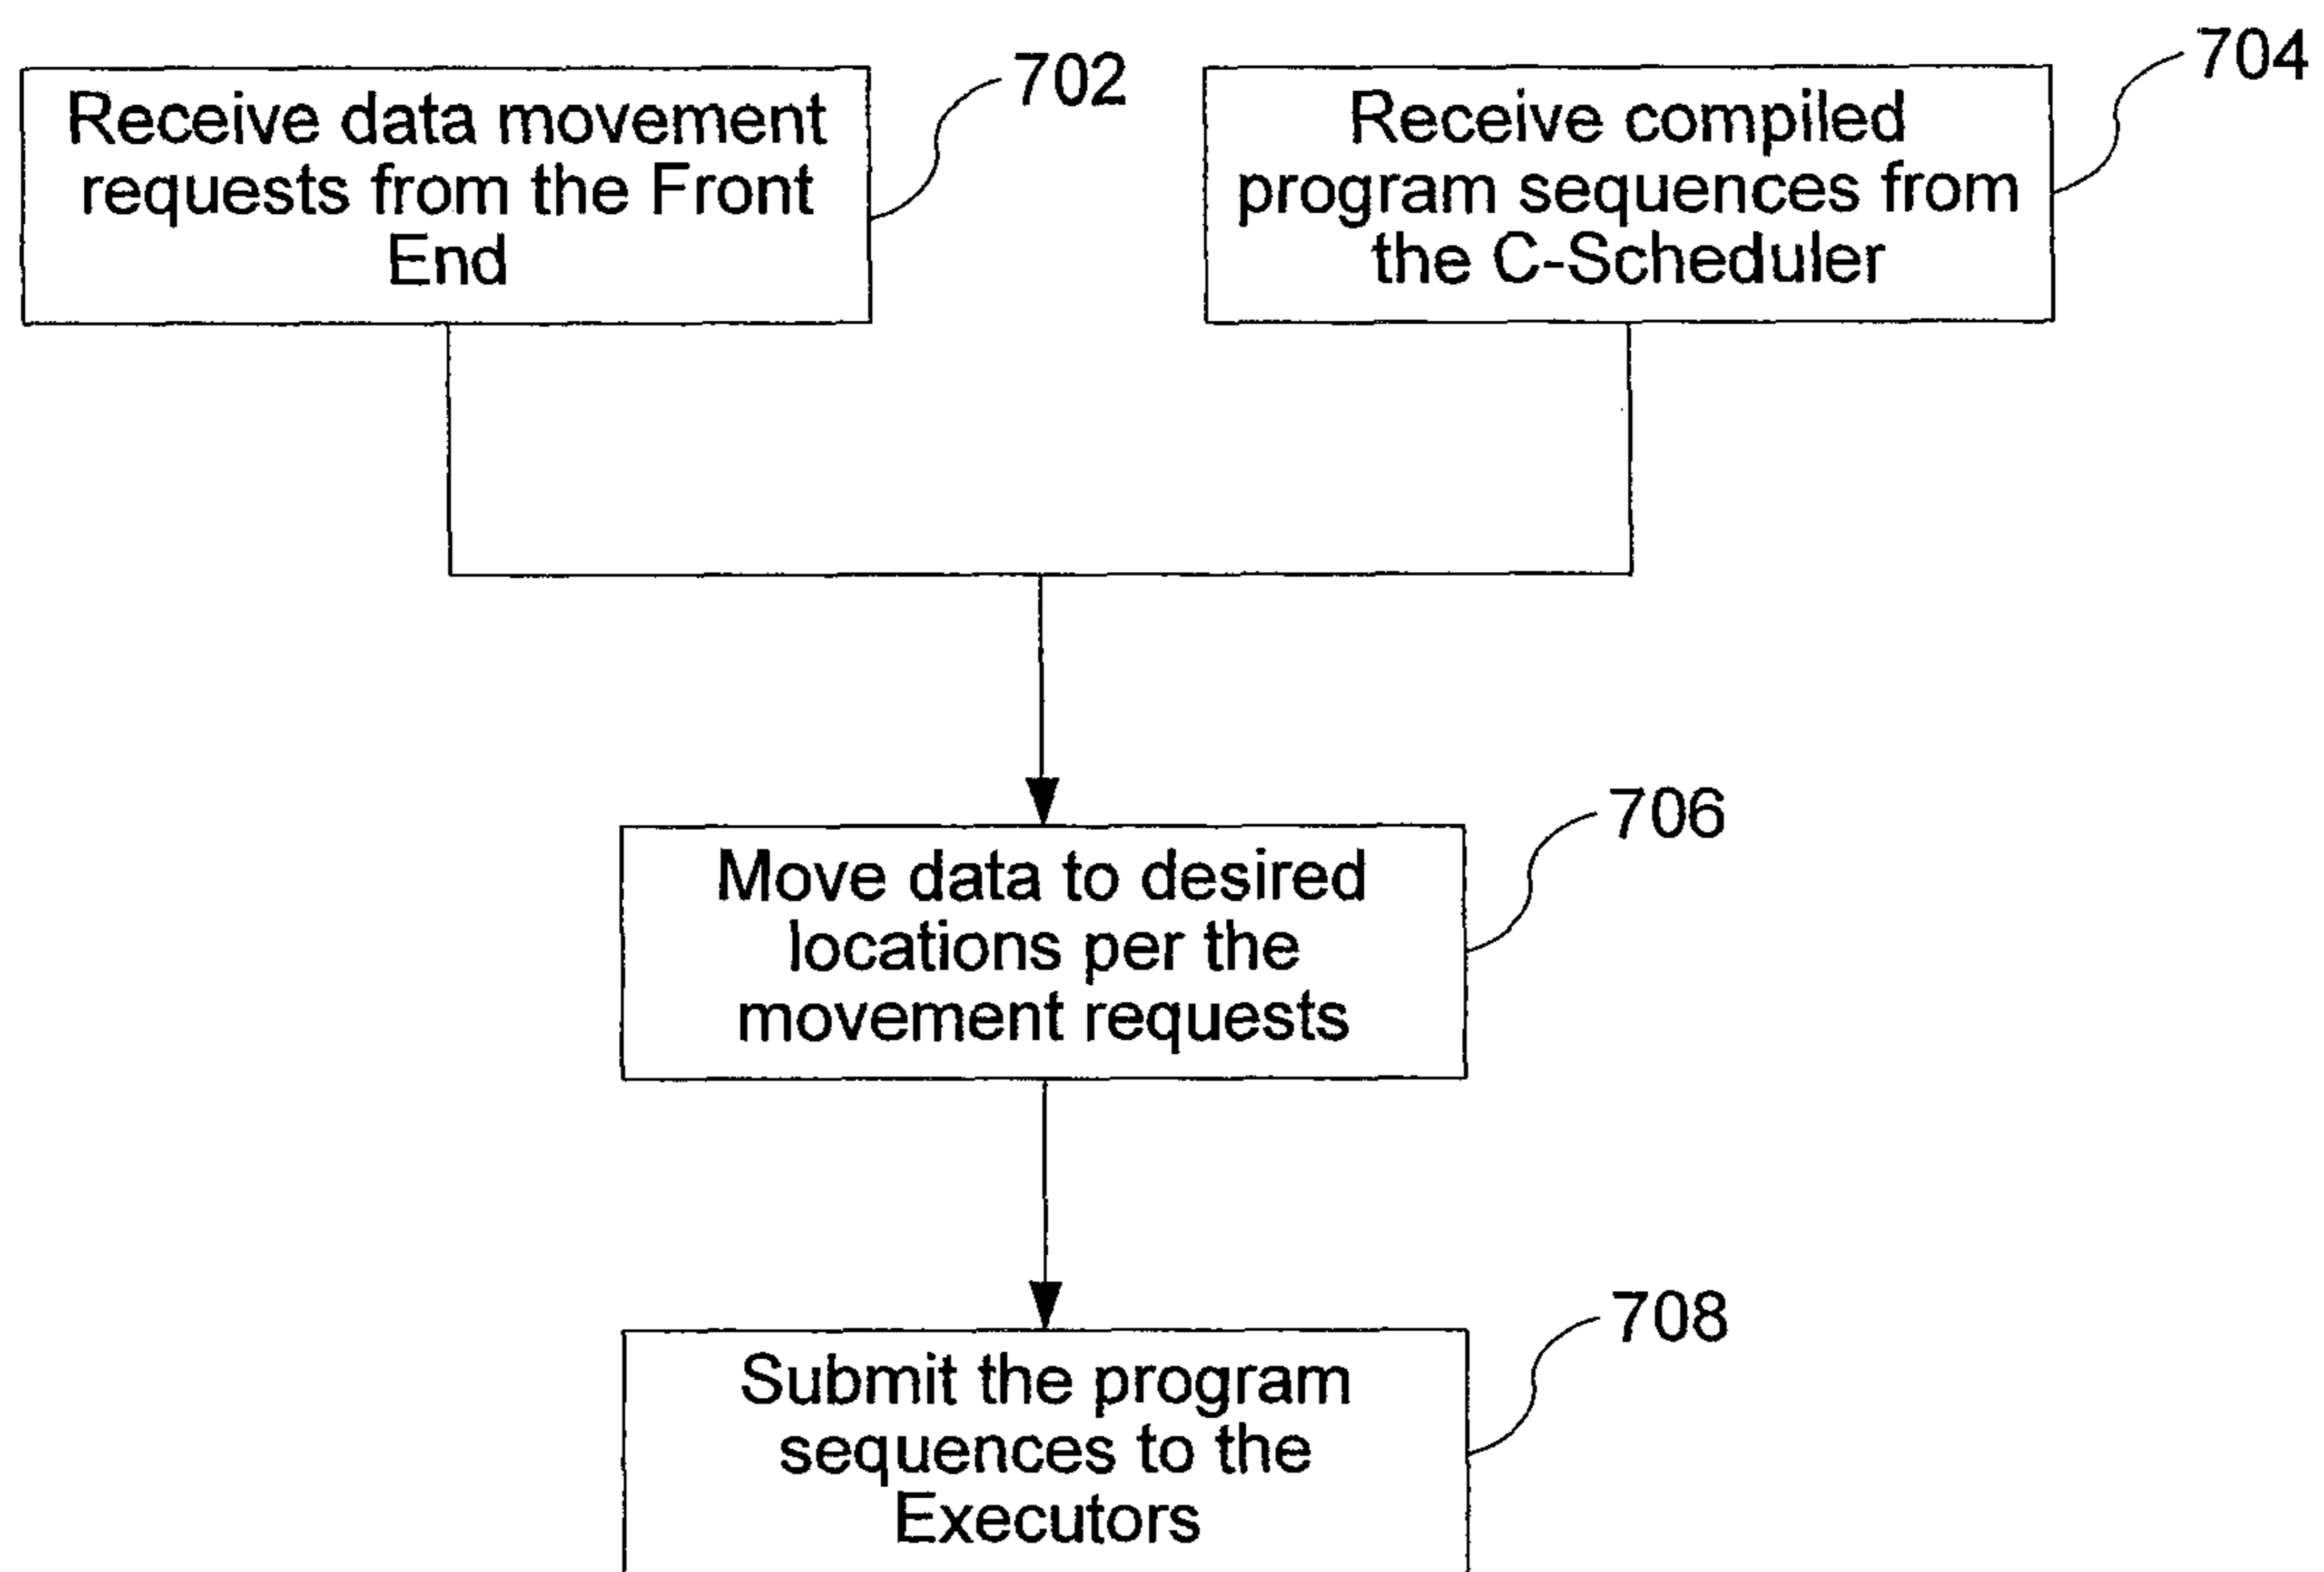 702
704
Receive data movement
requests from the Front
End
Receive compiled
program sequences from
the C-Scheduler
706
Move data to desired
locations per the
movement requests
708
Submit the program
sequences to the
Executors